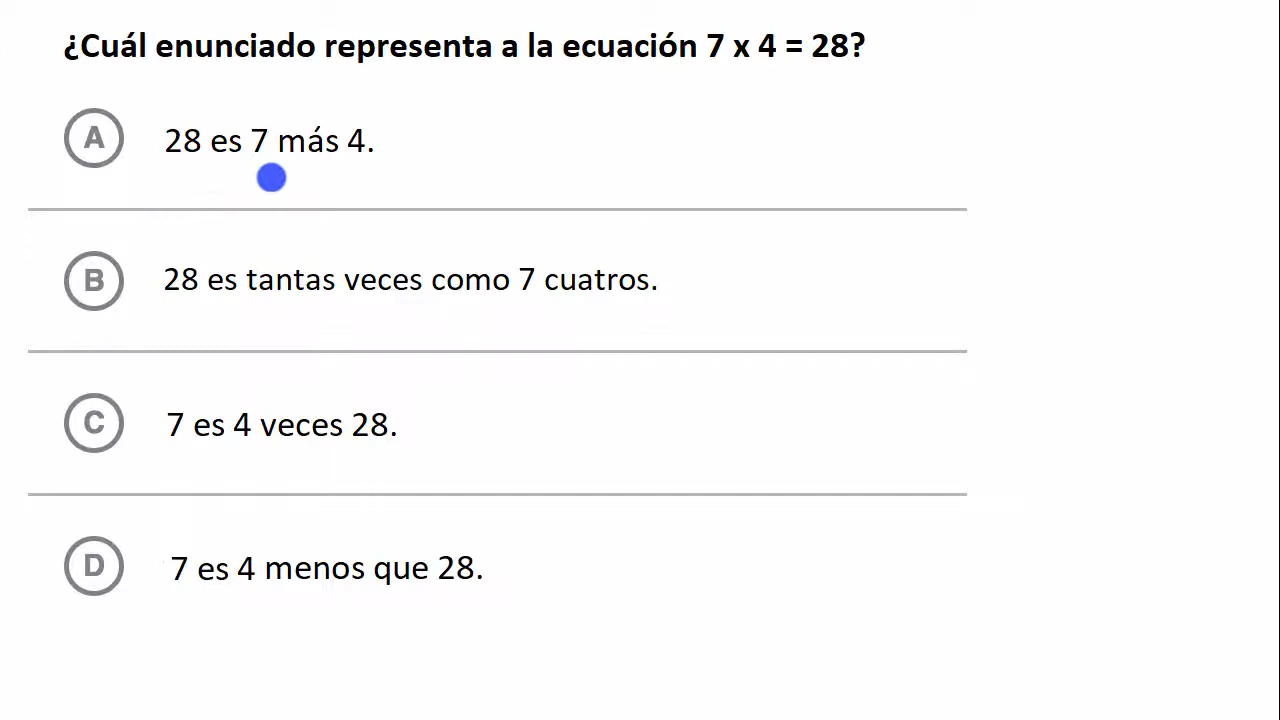 ¿Cuál enunciado representa a la ecuación 7 x 4 = 28?
A 28 es 7 más 4.
B 28 es tantas veces como 7 cuatros.
C 7 es 4 veces 28.
D 7 es 4 menos que 28.